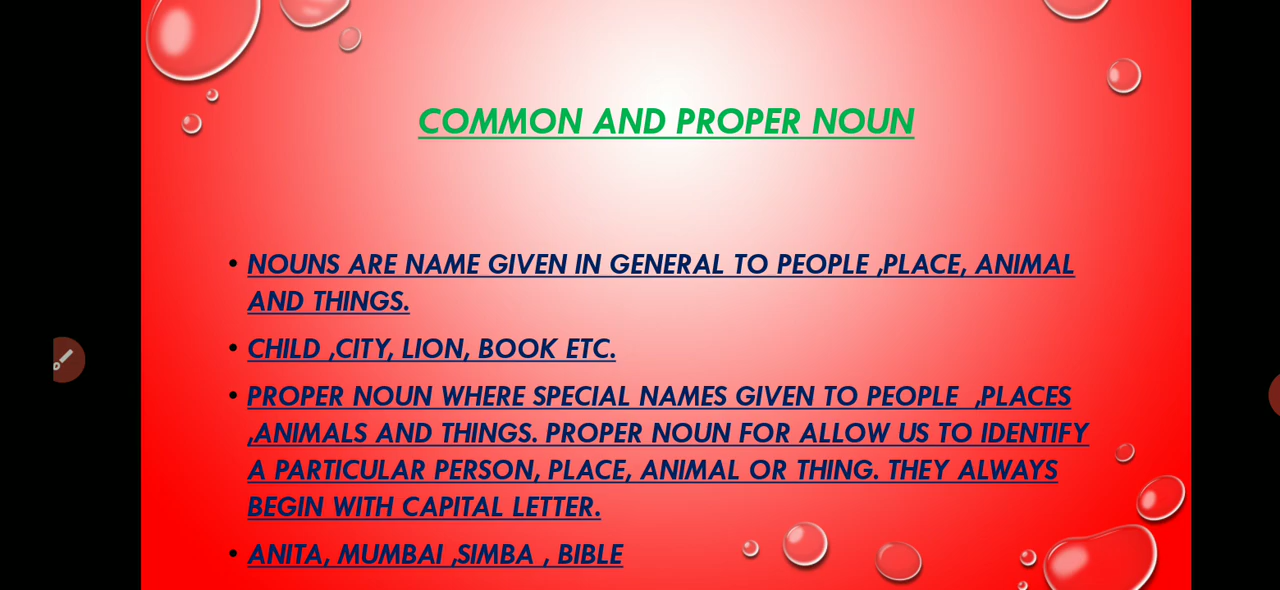 COMMON AND PROPER NOUN
• NOUNS ARE NAME GIVEN IN GENERAL TO PEOPLE ,PLACE, ANIMAL
AND THINGS.
• CHILD ,CITY, LION, BOOK ETC.
• PROPER NOUN WHERE SPECIAL NAMES GIVEN TO PEOPLE  ,PLACES
,ANIMALS AND THINGS. PROPER NOUN FOR ALLOW US TO IDENTIFY
A PARTICULAR PERSON, PLACE, ANIMAL OR THING. THEY ALWAYS
BEGIN WITH CAPITAL LETTER.
• ANITA, MUMBAI ,SIMBA , BIBLE